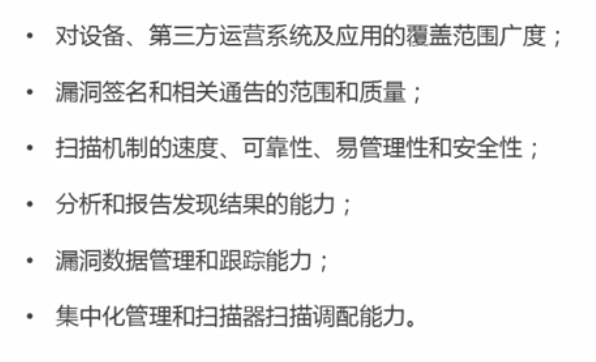 • 对设备、第三方运营系统及应用的覆盖范围广度；
• 漏洞签名和相关通告的范围和质量；
• 扫描机制的速度、可靠性、易管理性和安全性；
• 分析和报告发现结果的能力；
• 漏洞数据管理和跟踪能力；
• 集中化管理和扫描器扫描调配能力。